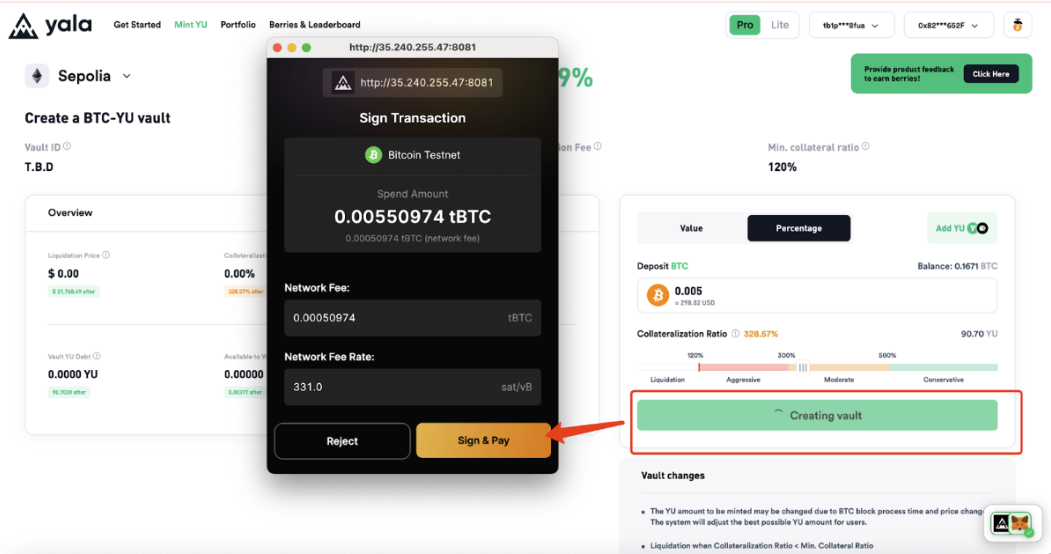 yala
Get Started
Mint YU
Portfolio
Berries & Leaderboard
Pro
Lite
tb1p***8fua
0x82***652F
http://35.240.255.47:8081
http://35.240.255.47:8081
Sign Transaction
Bitcoin Testnet
Spend Amount
0.00550974 tBTC
0.00050974 tBTC (network fee)
Network Fee:
0.00050974
tBTC
Network Fee Rate:
331.0
sat/vB
Reject
Sign & Pay
Sepolia
9%
Provide product feedback
to earn berries!
Click Here
Create a BTC-YU vault
Vault ID
T.B.D
ion Fee
Min. collateral ratio
120%
Overview
Liquidation Price
$ 0.00
$ 21,768.49 after
Collateralizat
0.00%
328.57% after
Vault YU Debt
0.0000 YU
90.7028 after
Available to W
0.00000
0.00317 after
Value
Percentage
Add YU
Deposit BTC
Balance: 0.1671 BTC
0.005
≈ 298.02 USD
Collateralization Ratio
328.57%
90.70 YU
120%
300%
500%
Liquidation
Aggressive
Moderate
Conservative
Creating vault
Vault changes
• The YU amount to be minted may be changed due to BTC block process time and price chang
The system will adjust the best possible YU amount for users.
• Liquidation when Collateralization Ratio < Min. Collateral Ratio